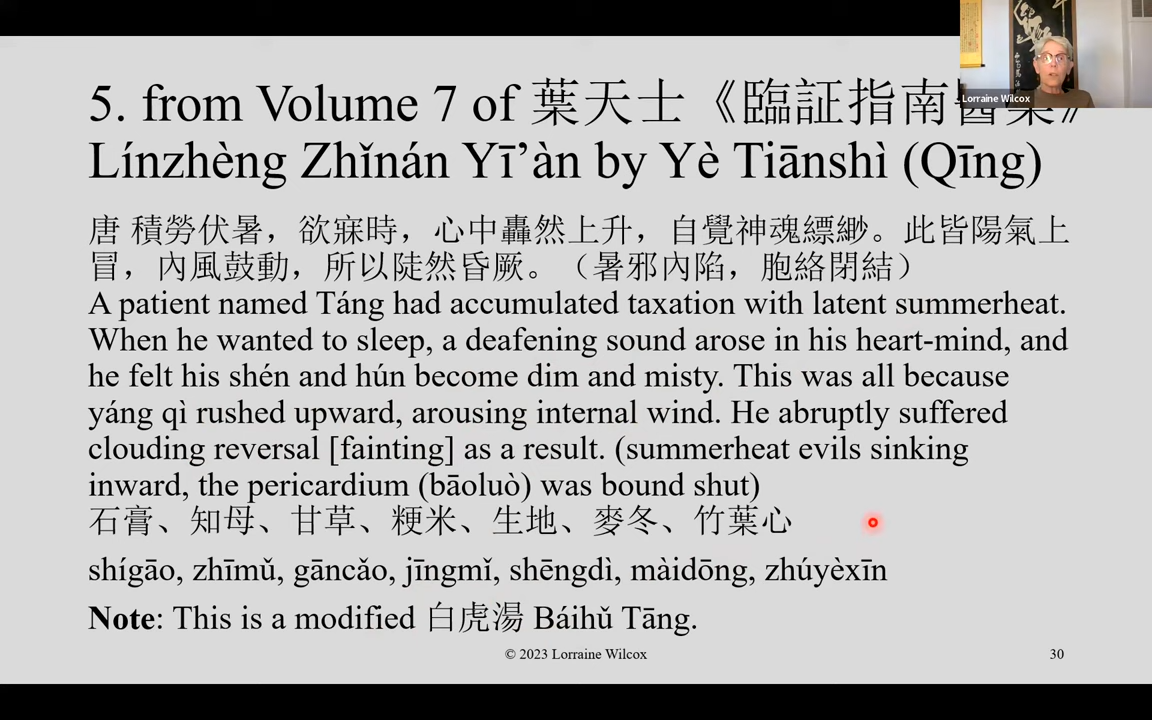 5. from Volume 7 of 葉天士《臨証指南醫案》
Línzhèng Zhǐnán Yī’àn by Yè Tiānshì (Qīng)
唐 積勞伏暑，欲寐時，心中轟然上升，自覺神魂縹緲。此皆陽氣上
冒，內風鼓動，所以陡然昏厥。（暑邪內陷，胞絡閉結）
A patient named Táng had accumulated taxation with latent summerheat.
When he wanted to sleep, a deafening sound arose in his heart-mind, and
he felt his shén and hún become dim and misty. This was all because
yáng qì rushed upward, arousing internal wind. He abruptly suffered
clouding reversal [fainting] as a result. (summerheat evils sinking
inward, the pericardium (bāoluò) was bound shut)
石膏、知母、甘草、粳米、生地、麥冬、竹葉心
shígāo, zhīmǔ, gāncǎo, jīngmǐ, shēngdì, màidōng, zhúyèxīn
Note: This is a modified 白虎湯 Báihǔ Tāng.
© 2023 Lorraine Wilcox
30
Lorraine Wilcox